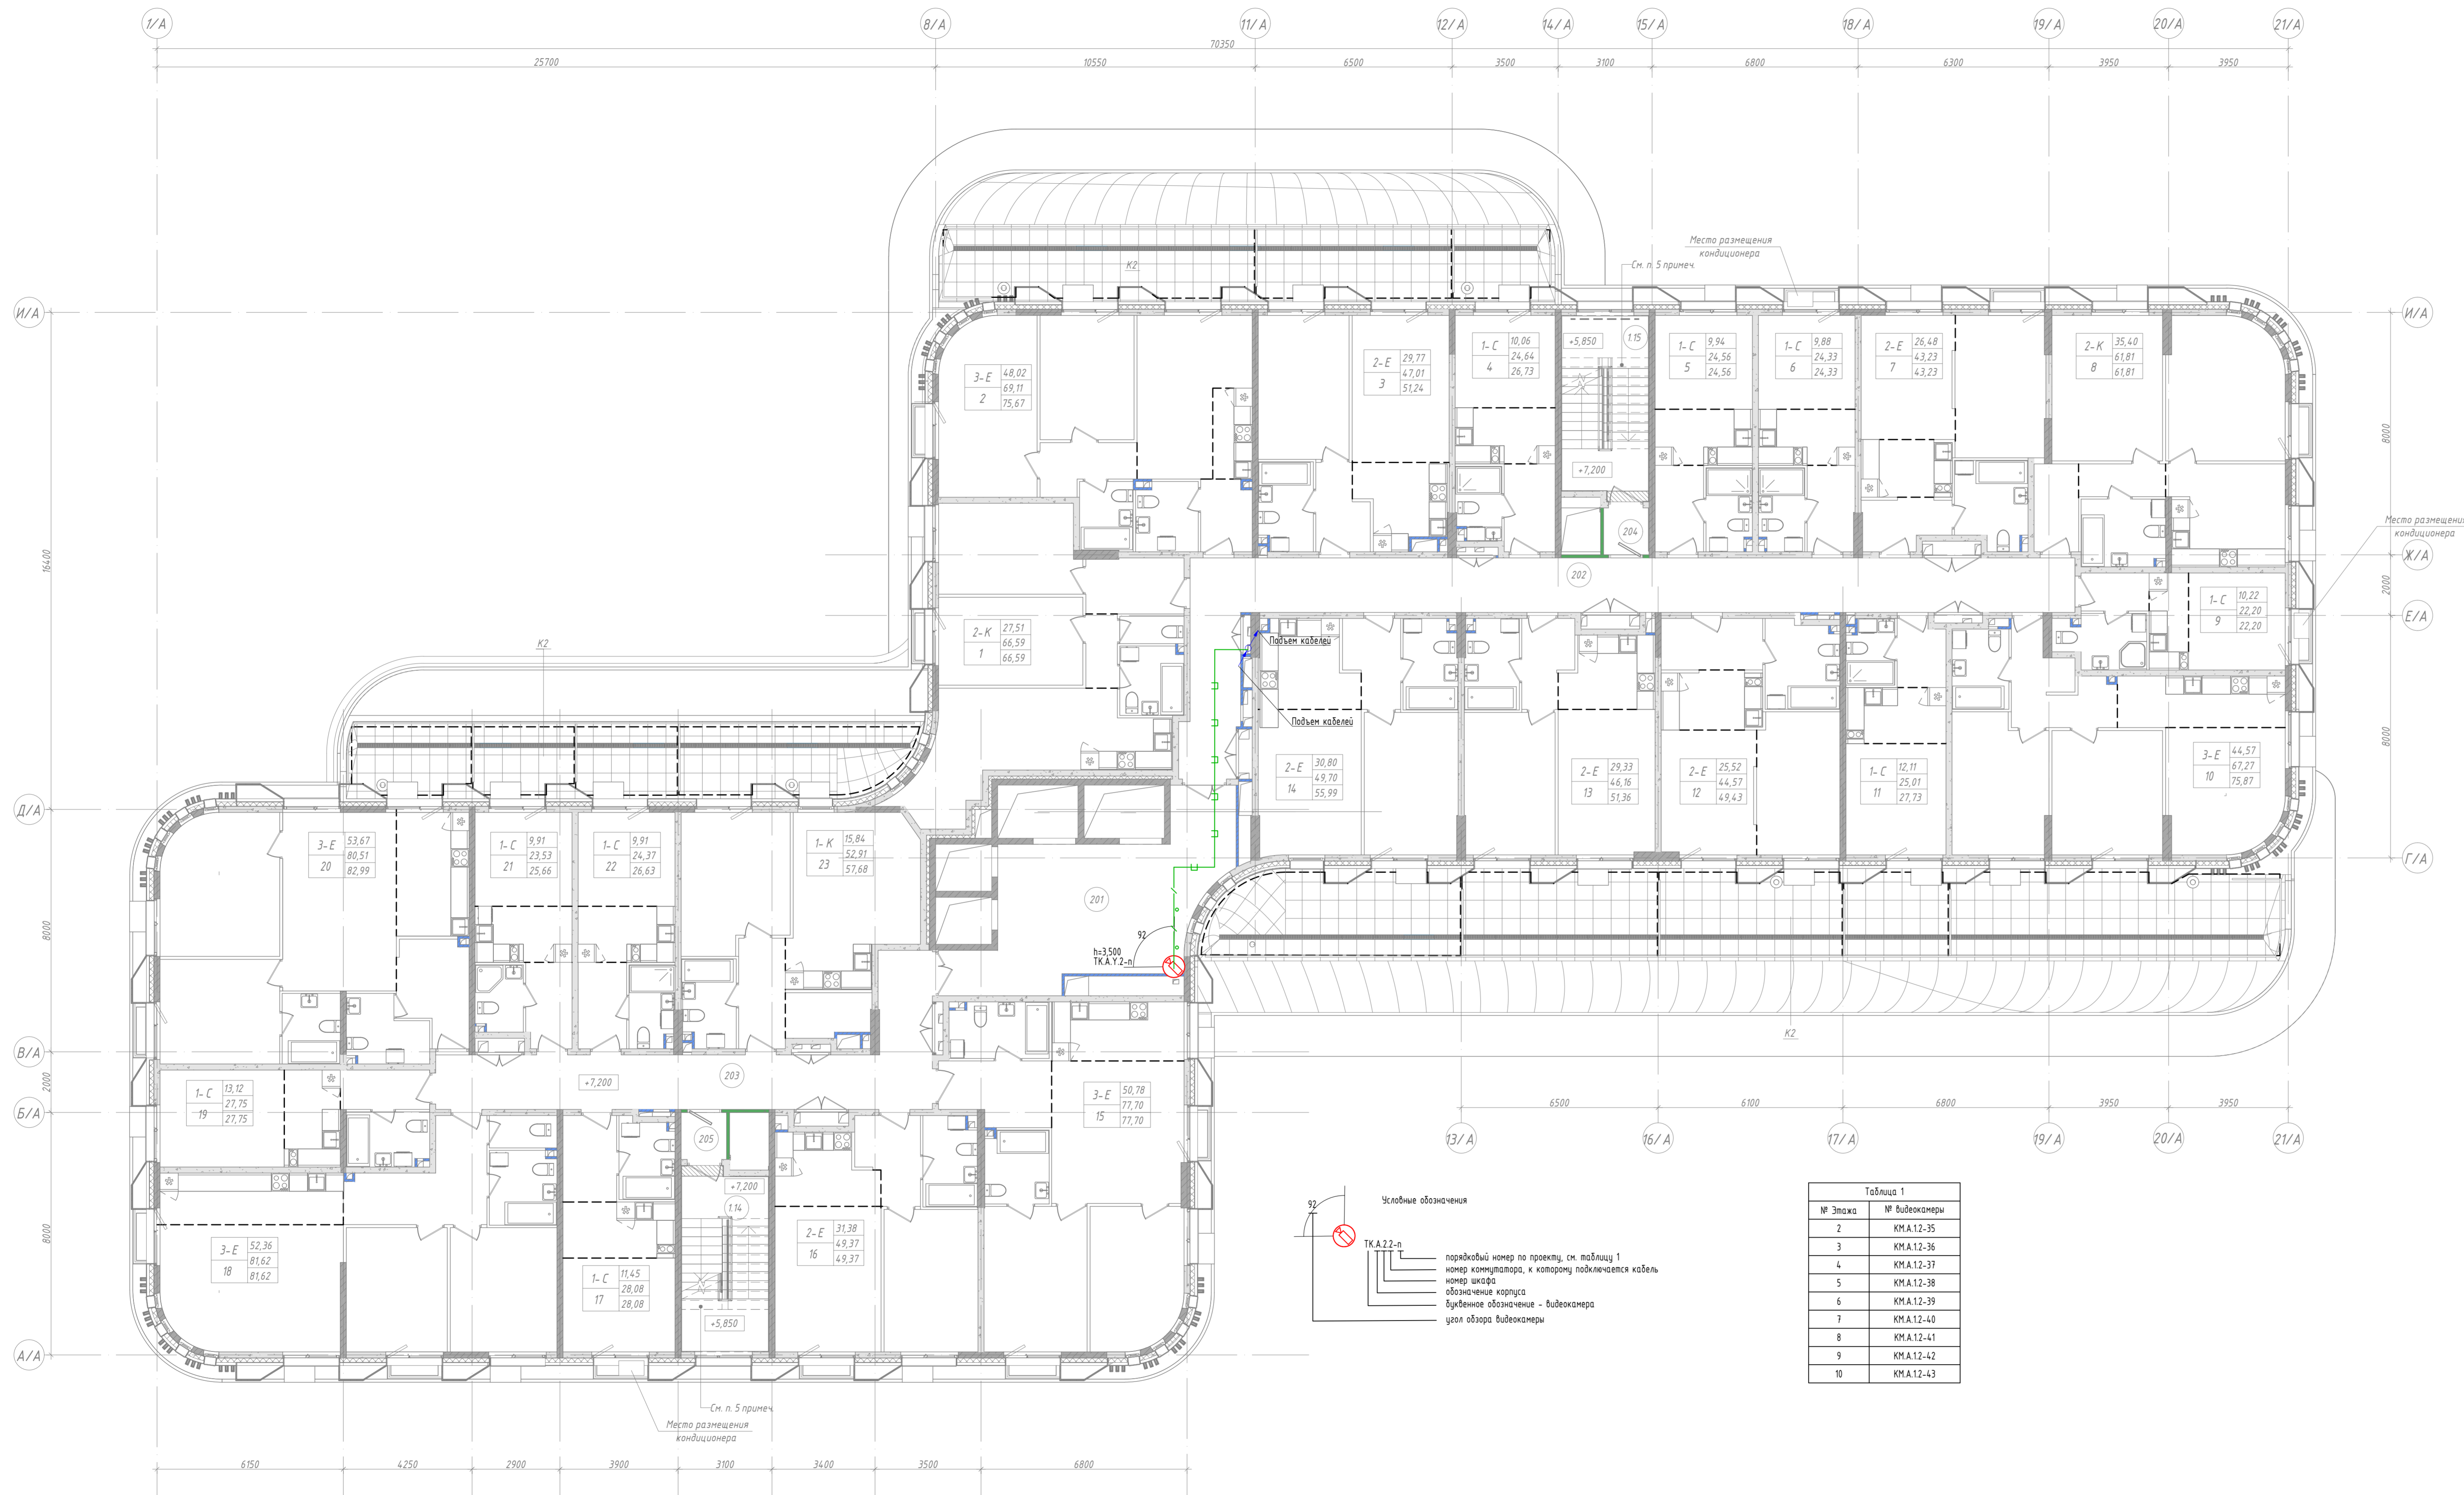 1/А 8/А 11/А 12/А 14/А 15/А 18/А 19/А 20/А 21/А
70350
25700 10550 6500 3500 3100 6800 6300 3950 3950
Место размещения
кондиционера
См. п. 5 примеч.
К2
И/А И/А
1-С 10,06
24,64
4 26,73
+5,850
1.15
1-С 9,94
24,56
5 24,56
1-С 9,88
24,33
6 24,33
2-Е 26,48
43,23
7 43,23
2-К 35,40
61,81
8 61,81
2-Е 29,77
47,01
3 51,24
3-Е 48,02
69,11
2 75,67
8000
+7,200
Место размещения
кондиционера
204
16400
Ж/А
202
2000
1-С 10,22
22,20
9 22,20
Е/А
2-К 27,51
66,59
1 66,59
К2
Подъем кабелей
Подъем кабелей
8000
3-Е 44,57
67,27
10 75,87
2-Е 30,80
49,70
14 55,99
2-Е 29,33
46,16
13 51,36
2-Е 25,52
44,57
12 49,43
1-С 12,11
25,01
11 27,73
Д/А
3-Е 53,67
80,51
20 82,99
1-С 9,91
23,53
21 25,66
1-С 9,91
24,37
22 26,63
1-К 15,84
52,91
23 57,68
Г/А
201
8000
92
h=3,500
ТК.А.Y.2-n
К2
В/А
203
+7,200
2000
1-С 13,12
27,75
19 27,75
3-Е 50,78
77,70
15 77,70
Б/А
6500 6100 6800 3950 3950
205
13/А 16/А 17/А 19/А 20/А 21/А
+7,200
1.14
8000
3-Е 52,36
81,62
18 81,62
2-Е 31,38
49,37
16 49,37
1-С 11,45
28,08
17 28,08
+5,850
А/А
См. п. 5 примеч.
Место размещения
кондиционера
6150 4250 2900 3900 3100 3400 3500 6800
Условные обозначения
92
ТК.А.2.2-n
порядковый номер по проекту, см. таблицу 1
номер коммутатора, к которому подключается кабель
номер шкафа
обозначение корпуса
буквенное обозначение - видеокамера
угол обзора видеокамеры
Таблица 1
№ Этажа № видеокамеры
2 КМ.А.1.2-35
3 КМ.А.1.2-36
4 КМ.А.1.2-37
5 КМ.А.1.2-38
6 КМ.А.1.2-39
7 КМ.А.1.2-40
8 КМ.А.1.2-41
9 КМ.А.1.2-42
10 КМ.А.1.2-43